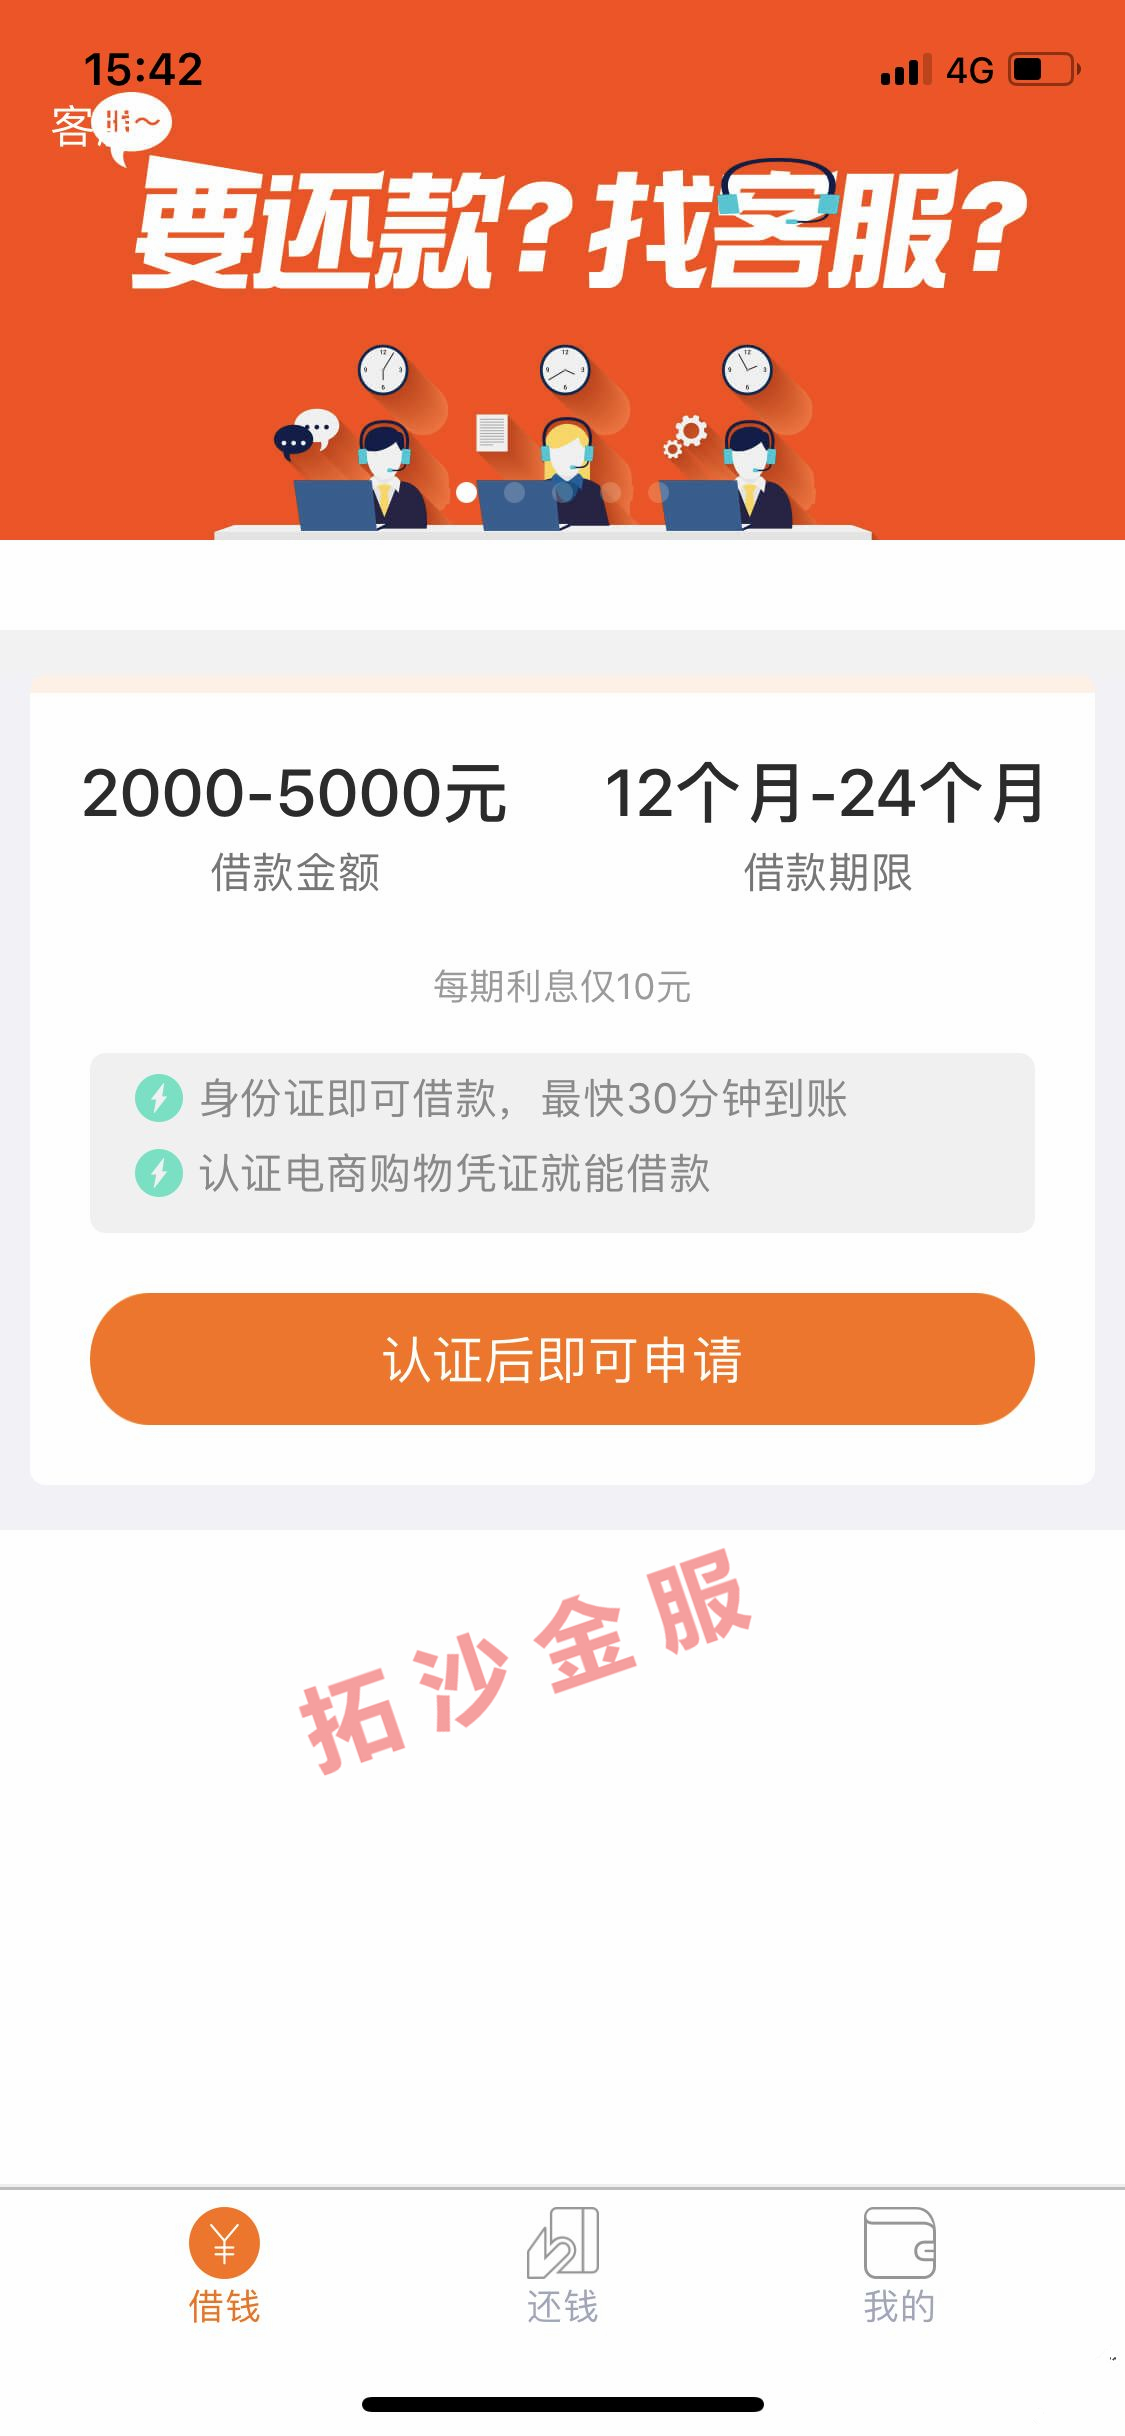 15:42
4G
客服
要还款?找客服?
2000-5000元
12个月-24个月
借款金额
借款期限
每期利息仅10元
身份证即可借款，最快30分钟到账
认证电商购物凭证就能借款
认证后即可申请
拓沙金服
借钱
还钱
我的